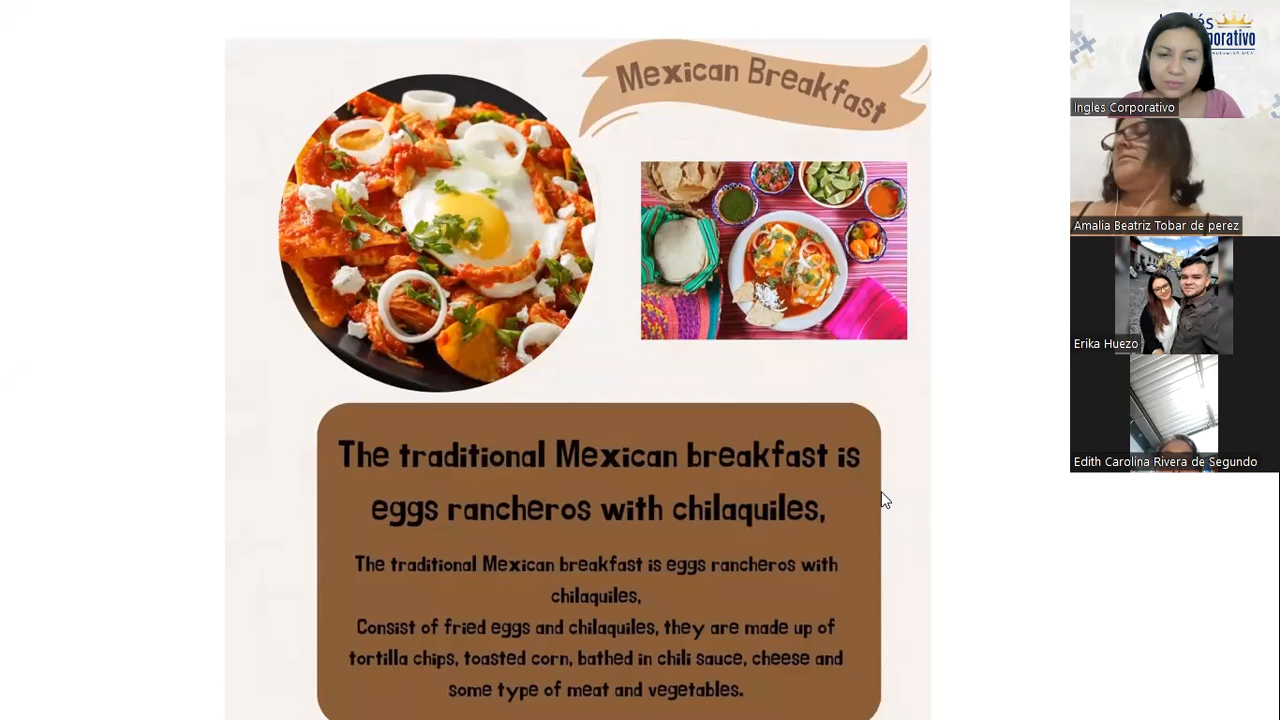 Mexican Breakfast
The traditional Mexican breakfast is
eggs rancheros with chilaquiles,
The traditional Mexican breakfast is eggs rancheros with
chilaquiles,
Consist of fried eggs and chilaquiles, they are made up of
tortilla chips, toasted corn, bathed in chili sauce, cheese and
some type of meat and vegetables.
Ingles Corporativo
Amalia Beatriz Tobar de perez
Erika Huezo
Edith Carolina Rivera de Segundo